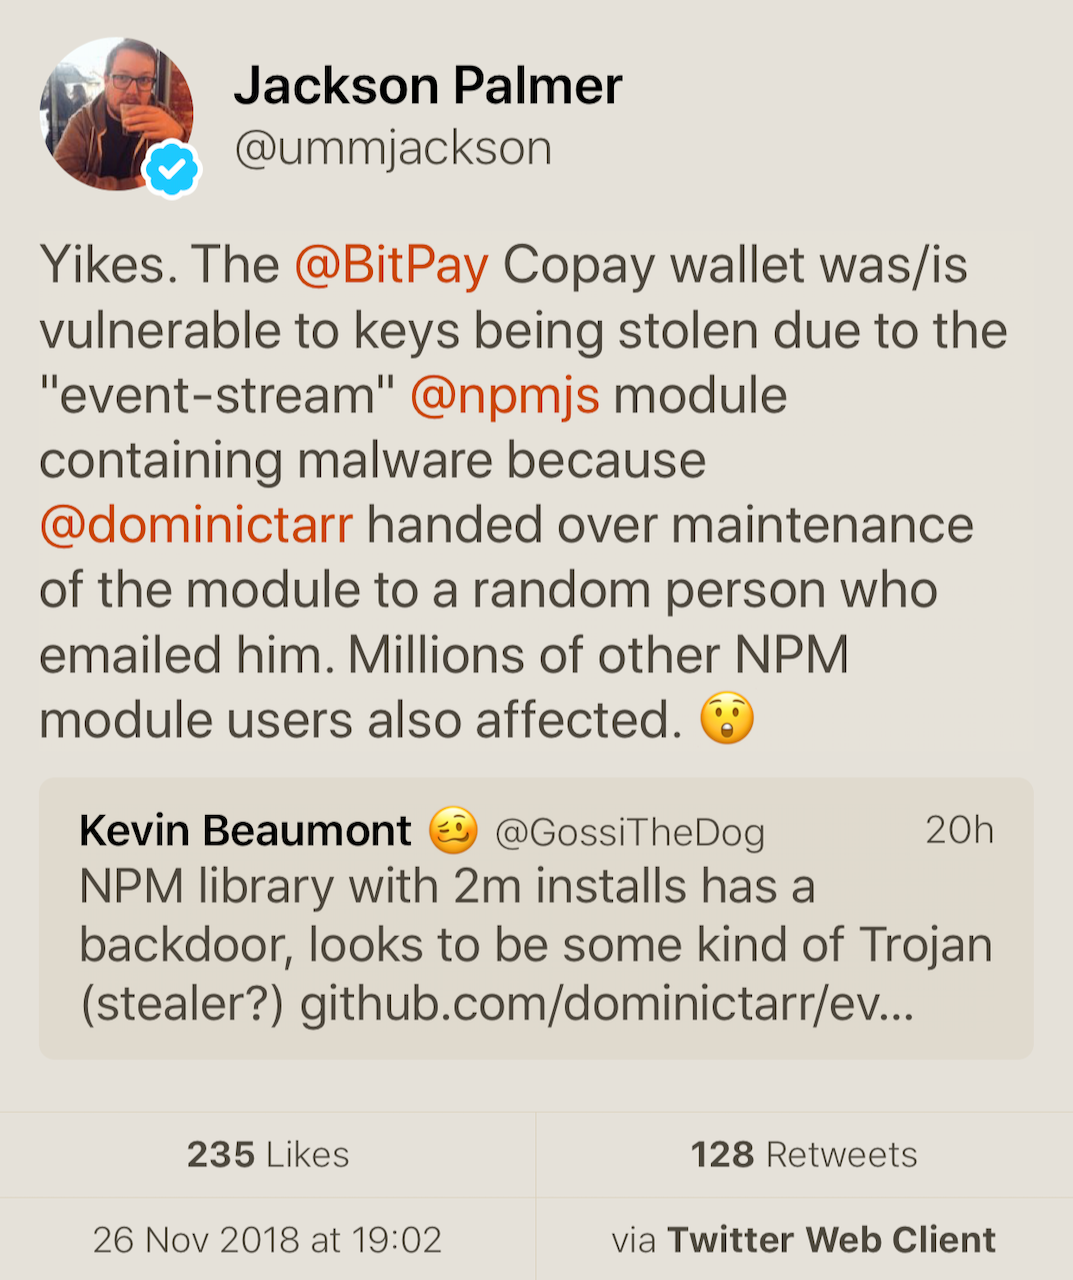 Jackson Palmer
@ummjackson
Yikes. The @BitPay Copay wallet was/is
vulnerable to keys being stolen due to the
"event-stream" @npmjs module
containing malware because
@dominictarr handed over maintenance
of the module to a random person who
emailed him. Millions of other NPM
module users also affected. 😲
Kevin Beaumont 🥴 @GossiTheDog 20h
NPM library with 2m installs has a
backdoor, looks to be some kind of Trojan
(stealer?) github.com/dominictarr/ev...
235 Likes 128 Retweets
26 Nov 2018 at 19:02 via Twitter Web Client